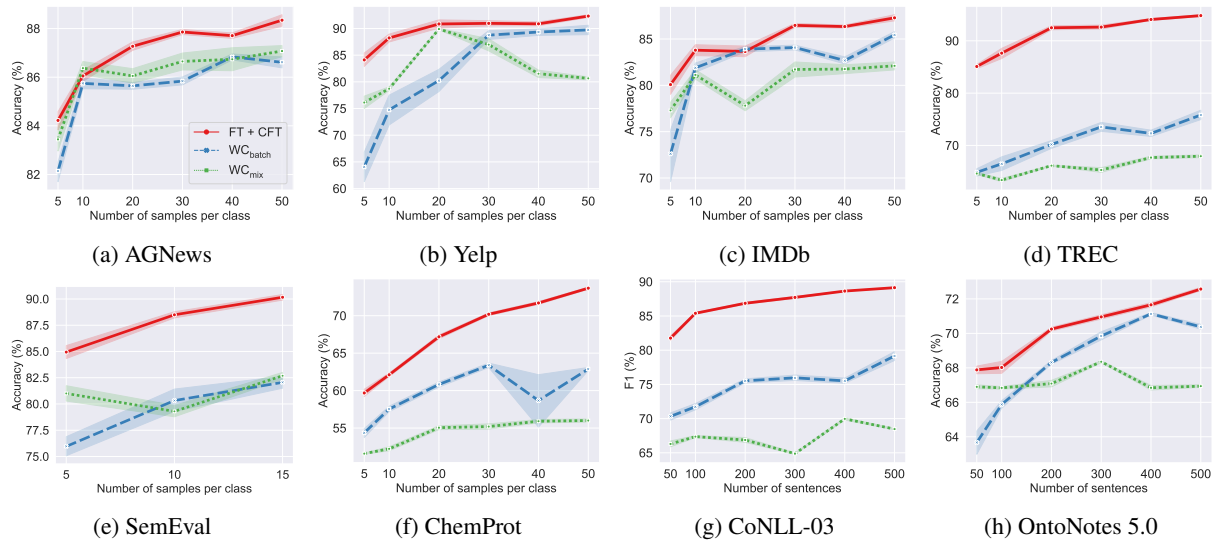 88
86
84
82
Accuracy (%)
5 10 20 30 40 50
Number of samples per class
FT + CFT
WC_batch
WC_mix
(a) AGNews
90
85
80
75
70
65
60
Accuracy (%)
5 10 20 30 40 50
Number of samples per class
(b) Yelp
85
80
75
70
Accuracy (%)
5 10 20 30 40 50
Number of samples per class
(c) IMDb
90
80
70
Accuracy (%)
5 10 20 30 40 50
Number of samples per class
(d) TREC
90.0
87.5
85.0
82.5
80.0
77.5
75.0
Accuracy (%)
5 10 15
Number of samples per class
(e) SemEval
70
65
60
55
Accuracy (%)
5 10 20 30 40 50
Number of samples per class
(f) ChemProt
90
85
80
75
70
65
F1 (%)
50 100 200 300 400 500
Number of sentences
(g) CoNLL-03
72
70
68
66
64
Accuracy (%)
50 100 200 300 400 500
Number of sentences
(h) OntoNotes 5.0